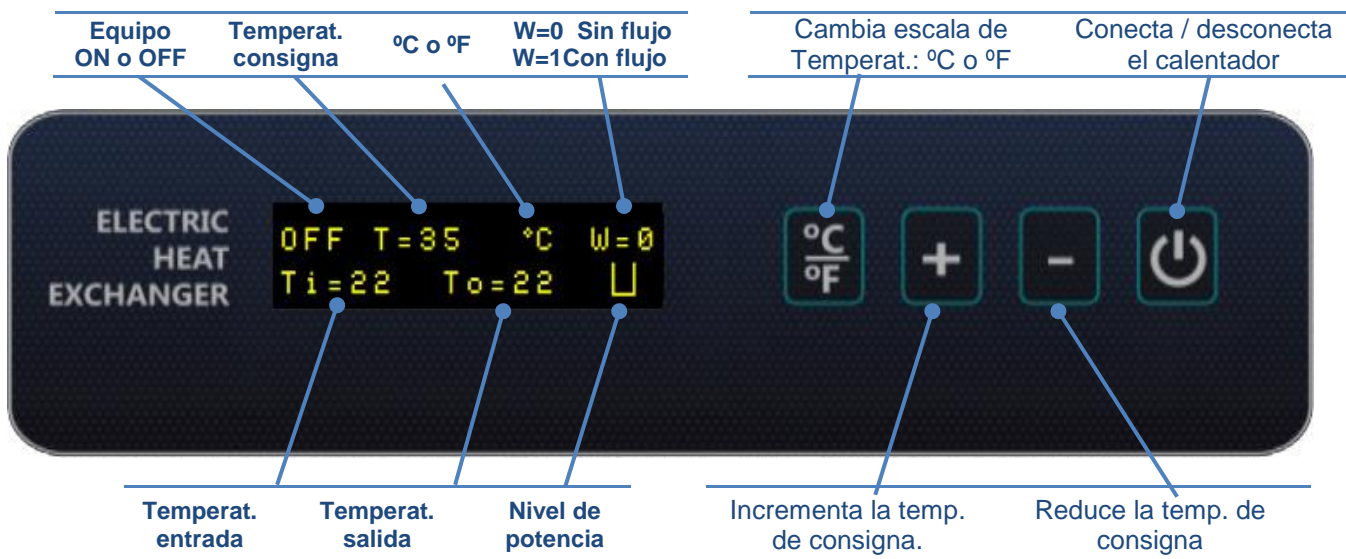 Equipo
ON o OFF
Temperat.
consigna
ºC o ºF
W=0 Sin flujo
W=1Con flujo
Cambia escala de
Temperat.: ºC o ºF
Conecta / desconecta
el calentador
ELECTRIC
HEAT
EXCHANGER
OFF T=35 °C W=0
Ti=22 To=22
ºC
ºF
+
-
Temperat.
entrada
Temperat.
salida
Nivel de
potencia
Incrementa la temp.
de consigna.
Reduce la temp. de
consigna